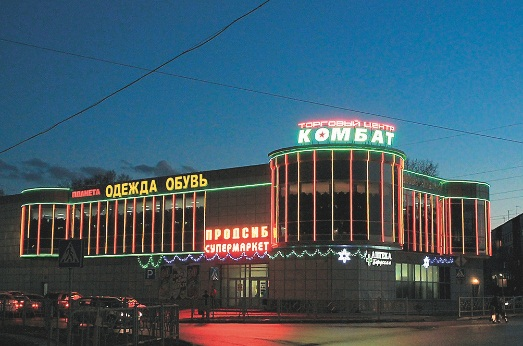 ТОРГОВЫЙ ЦЕНТР
КОМБАТ
ПЛАНЕТА ОДЕЖДА ОБУВЬ
ПРОДСИБ
СУПЕРМАРКЕТ
АПТЕКА